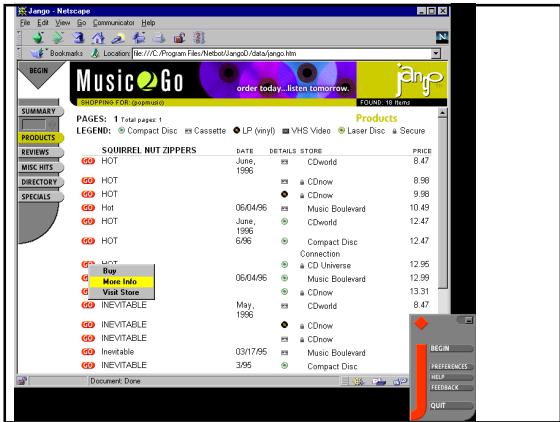 Jango - Netscape
File Edit View Go Communicator Help
Bookmarks Location: file:///C:/Program Files/Netbot/JangoD/data/jango.htm
BEGIN
Music2Go
order today...listen tomorrow.
jango
SHOPPING FOR: (popmusic) FOUND: 18 Items
SUMMARY
PRODUCTS
REVIEWS
MISC HITS
DIRECTORY
SPECIALS
PAGES: 1 Total pages: 1 Products
LEGEND: Compact Disc Cassette LP (vinyl) VHS Video Laser Disc Secure
SQUIRREL NUT ZIPPERS DATE DETAILS STORE PRICE
GO HOT June, 1996 CDworld 8.47
GO HOT CDnow 8.98
GO HOT CDnow 9.98
GO Hot 06/04/96 Music Boulevard 10.49
GO HOT June, 1996 CDworld 12.47
GO HOT 6/96 Compact Disc Connection 12.47
GO HOT CD Universe 12.95
Buy
More Info
Visit Store
06/04/96 Music Boulevard 12.99
CDnow 13.31
GO INEVITABLE May, 1996 CDworld 8.47
GO INEVITABLE CDnow
GO INEVITABLE CDnow
GO Inevitable 03/17/95 Music Boulevard
GO INEVITABLE 3/95 Compact Disc
Document: Done
BEGIN
PREFERENCES
HELP
FEEDBACK
QUIT